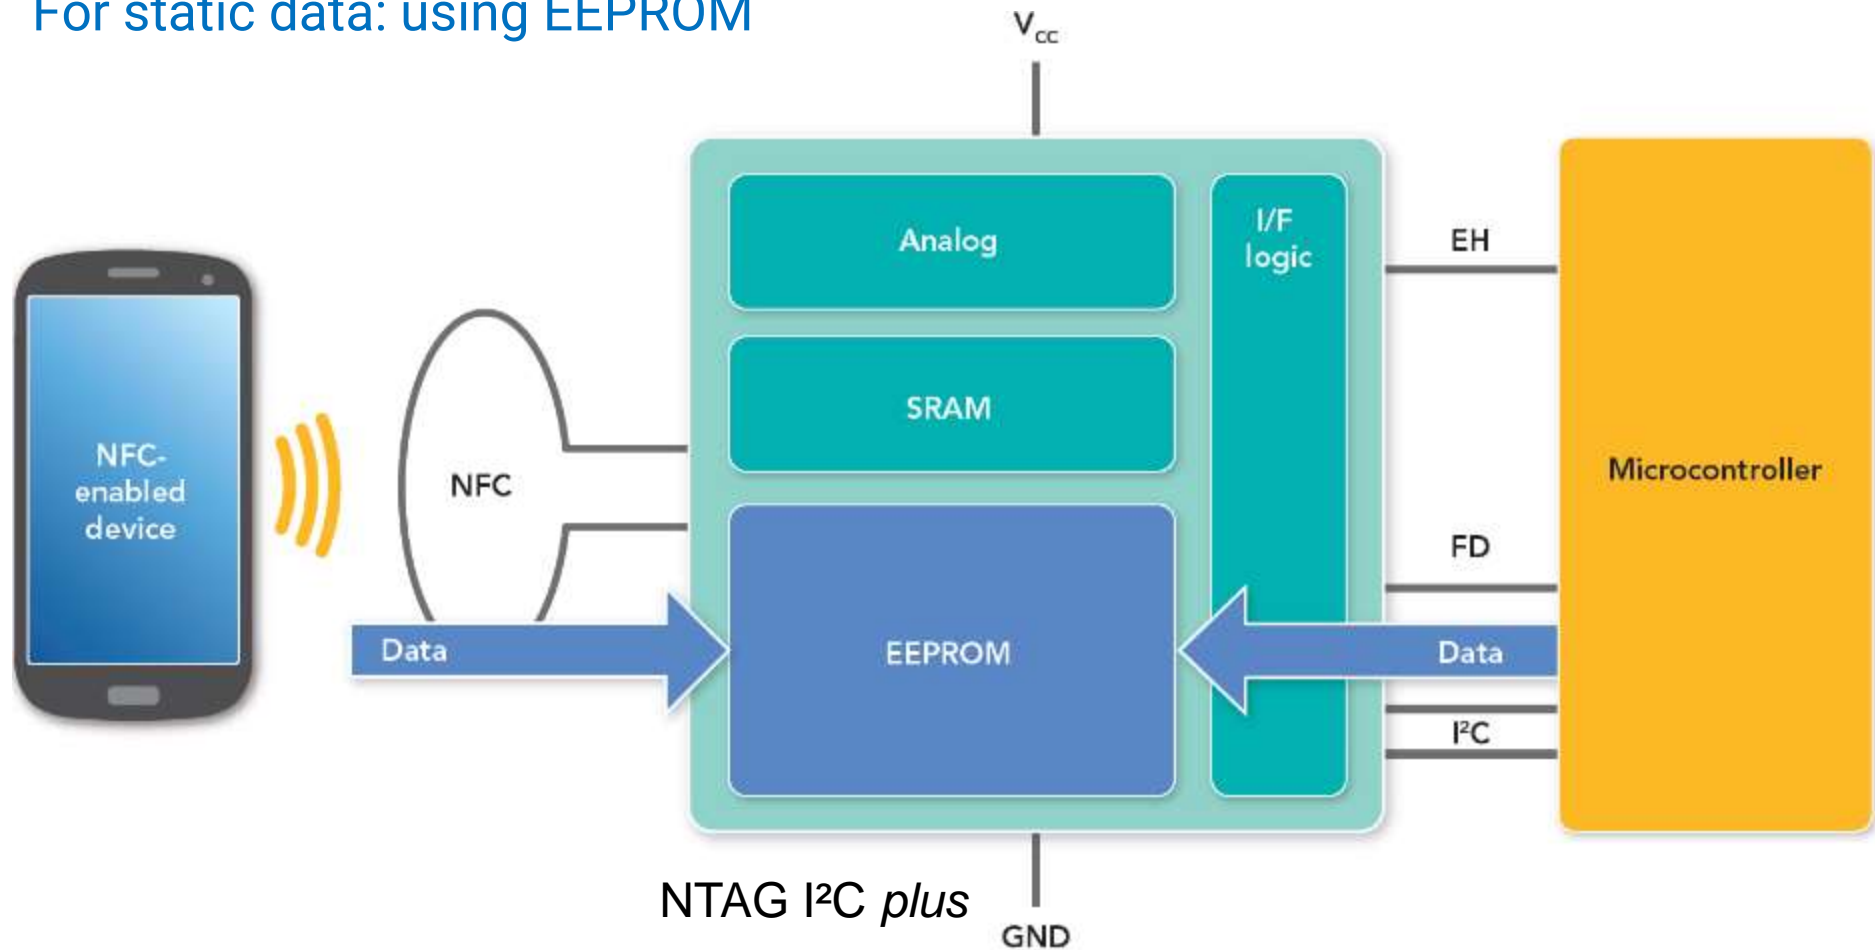 For static data: using EEPROM
Vcc
Analog
I/F
logic
EH
SRAM
NFC-
enabled
device
NFC
Microcontroller
FD
Data
EEPROM
Data
I²C
NTAG I²C plus
GND